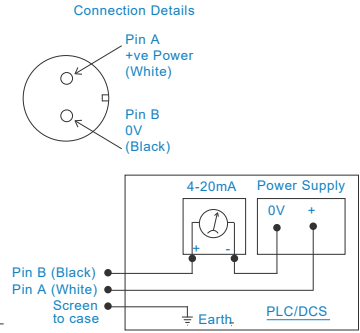 Connection Details
Pin A
+ve Power
(White)
Pin B
0V
(Black)
4-20mA
Power Supply
0V +
+ -
Pin B (Black)
Pin A (White)
Screen
to case
Earth
PLC/DCS